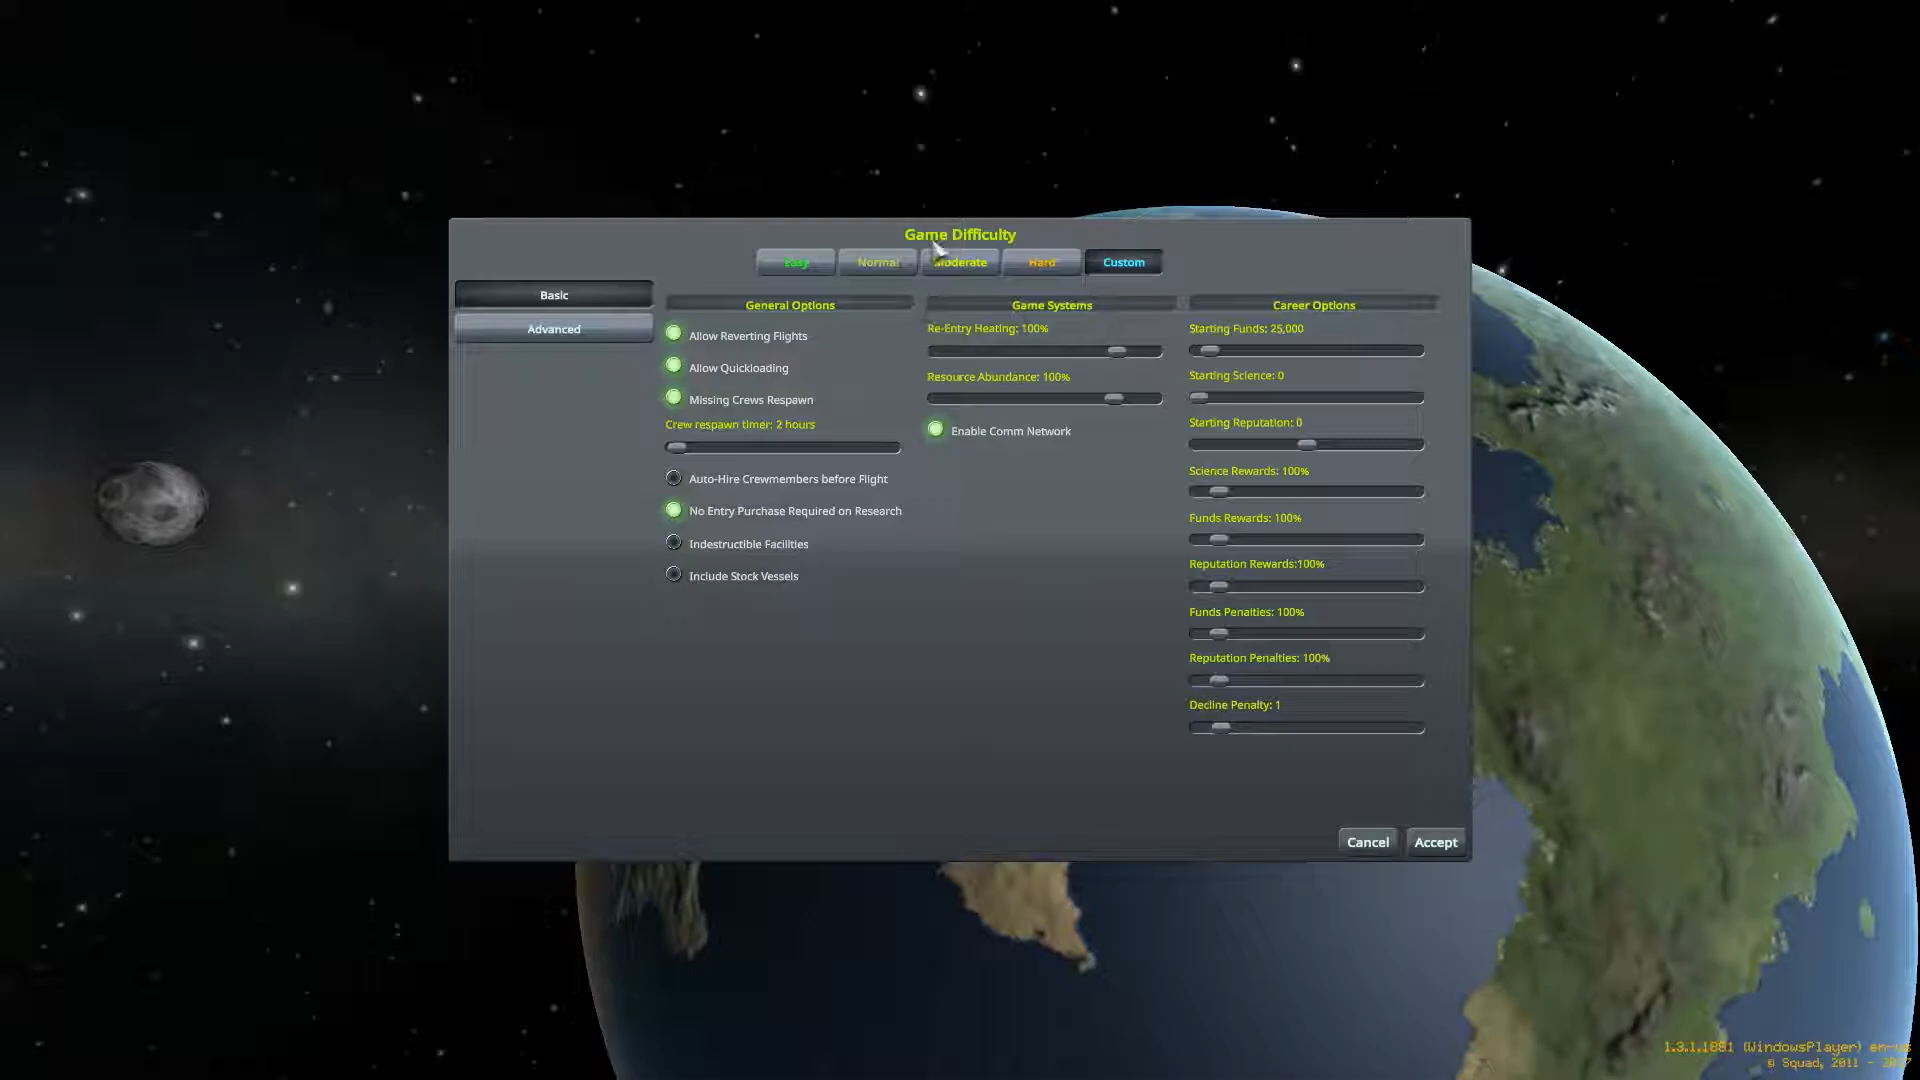 Game Difficulty
Easy
Normal
Moderate
Hard
Custom
Basic
Advanced
General Options
Allow Reverting Flights
Allow Quickloading
Missing Crews Respawn
Crew respawn timer: 2 hours
Auto-Hire Crewmembers before Flight
No Entry Purchase Required on Research
Indestructible Facilities
Include Stock Vessels
Game Systems
Re-Entry Heating: 100%
Resource Abundance: 100%
Enable Comm Network
Career Options
Starting Funds: 25,000
Starting Science: 0
Starting Reputation: 0
Science Rewards: 100%
Funds Rewards: 100%
Reputation Rewards:100%
Funds Penalties: 100%
Reputation Penalties: 100%
Decline Penalty: 1
Cancel
Accept
1.3.1.1891 (WindowsPlayer) en-us
© Squad, 2011 - 2017